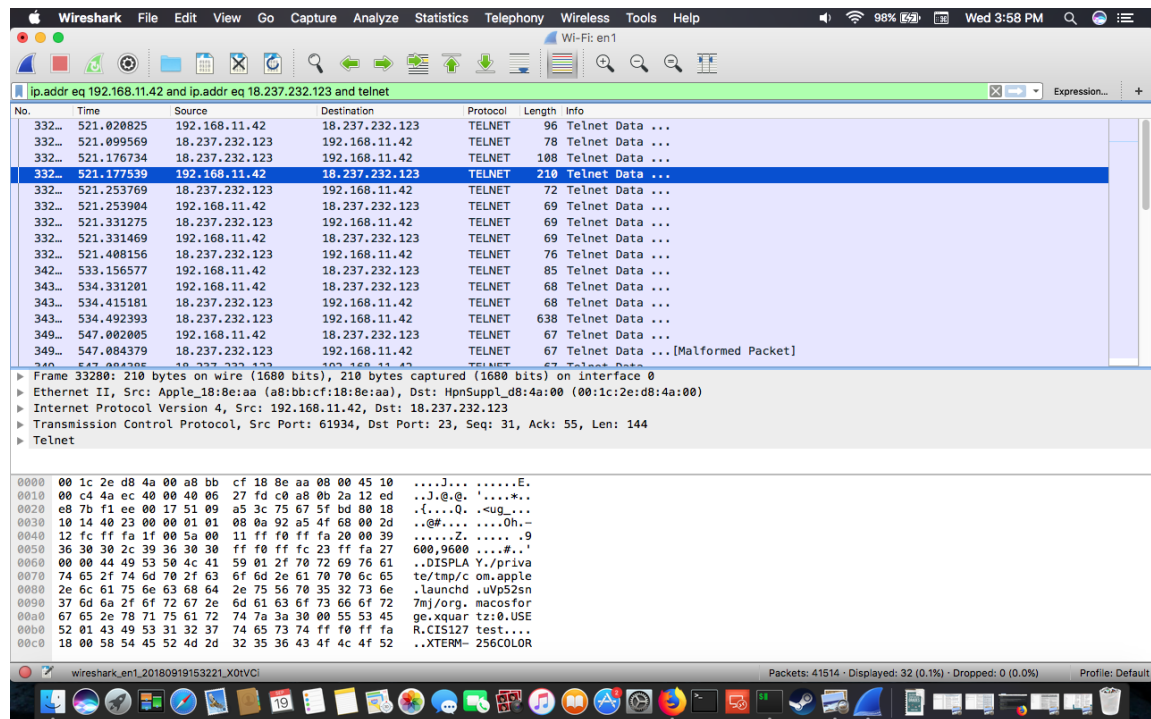 Wireshark File Edit View Go Capture Analyze Statistics Telephony Wireless Tools Help 98% Wed 3:58 PM
Wi-Fi: en1
ip.addr eq 192.168.11.42 and ip.addr eq 18.237.232.123 and telnet Expression... +
No. Time Source Destination Protocol Length Info
332… 521.020825 192.168.11.42 18.237.232.123 TELNET 96 Telnet Data ...
332… 521.099569 18.237.232.123 192.168.11.42 TELNET 78 Telnet Data ...
332… 521.176734 18.237.232.123 192.168.11.42 TELNET 108 Telnet Data ...
332… 521.177539 192.168.11.42 18.237.232.123 TELNET 210 Telnet Data ...
332… 521.253769 18.237.232.123 192.168.11.42 TELNET 72 Telnet Data ...
332… 521.253904 192.168.11.42 18.237.232.123 TELNET 69 Telnet Data ...
332… 521.331275 18.237.232.123 192.168.11.42 TELNET 69 Telnet Data ...
332… 521.331469 192.168.11.42 18.237.232.123 TELNET 69 Telnet Data ...
332… 521.408156 18.237.232.123 192.168.11.42 TELNET 76 Telnet Data ...
342… 533.156577 192.168.11.42 18.237.232.123 TELNET 85 Telnet Data ...
343… 534.331201 192.168.11.42 18.237.232.123 TELNET 68 Telnet Data ...
343… 534.415181 18.237.232.123 192.168.11.42 TELNET 68 Telnet Data ...
343… 534.492393 18.237.232.123 192.168.11.42 TELNET 638 Telnet Data ...
349… 547.002005 192.168.11.42 18.237.232.123 TELNET 67 Telnet Data ...
349… 547.084379 18.237.232.123 192.168.11.42 TELNET 67 Telnet Data ...[Malformed Packet]
Frame 33280: 210 bytes on wire (1680 bits), 210 bytes captured (1680 bits) on interface 0
Ethernet II, Src: Apple_18:8e:aa (a8:bb:cf:18:8e:aa), Dst: HpnSuppl_d8:4a:00 (00:1c:2e:d8:4a:00)
Internet Protocol Version 4, Src: 192.168.11.42, Dst: 18.237.232.123
Transmission Control Protocol, Src Port: 61934, Dst Port: 23, Seq: 31, Ack: 55, Len: 144
Telnet
0000 00 1c 2e d8 4a 00 a8 bb cf 18 8e aa 08 00 45 10 ....J... ......E.
0010 00 c4 4a ec 40 00 40 06 27 fd c0 a8 0b 2a 12 ed ..J.@.@. '....*..
0020 e8 7b f1 ee 00 17 51 09 a5 3c 75 67 5f bd 80 18 .{....Q. .<ug_...
0030 10 14 40 23 00 00 01 01 08 0a 92 a5 4f 68 00 2d ..@#.... ....Oh.-
0040 12 fc ff fa 1f 00 5a 00 11 ff f0 ff fa 20 00 39 ......Z. ..... .9
0050 36 30 30 2c 39 36 30 30 ff f0 ff fc 23 ff fa 27 600,9600 ....#..'
0060 00 00 44 49 53 50 4c 41 59 01 2f 70 72 69 76 61 ..DISPLA Y./priva
0070 74 65 2f 74 6d 70 2f 63 6f 6d 2e 61 70 70 6c 65 te/tmp/c om.apple
0080 2e 6c 61 75 6e 63 68 64 2e 75 56 70 35 32 73 6e .launchd .uVp52sn
0090 37 6d 6a 2f 6f 72 67 2e 6d 61 63 6f 73 66 6f 72 7mj/org. macosfor
00a0 67 65 2e 78 71 75 61 72 74 7a 3a 30 00 55 53 45 ge.xquar tz:0.USE
00b0 52 01 43 49 53 31 32 37 74 65 73 74 ff f0 ff fa R.CIS127 test....
00c0 18 00 58 54 45 52 4d 2d 32 35 36 43 4f 4c 4f 52 ..XTERM- 256COLOR
wireshark_en1_20180919153221_X0tVCi Packets: 41514 · Displayed: 32 (0.1%) · Dropped: 0 (0.0%) Profile: Default
19